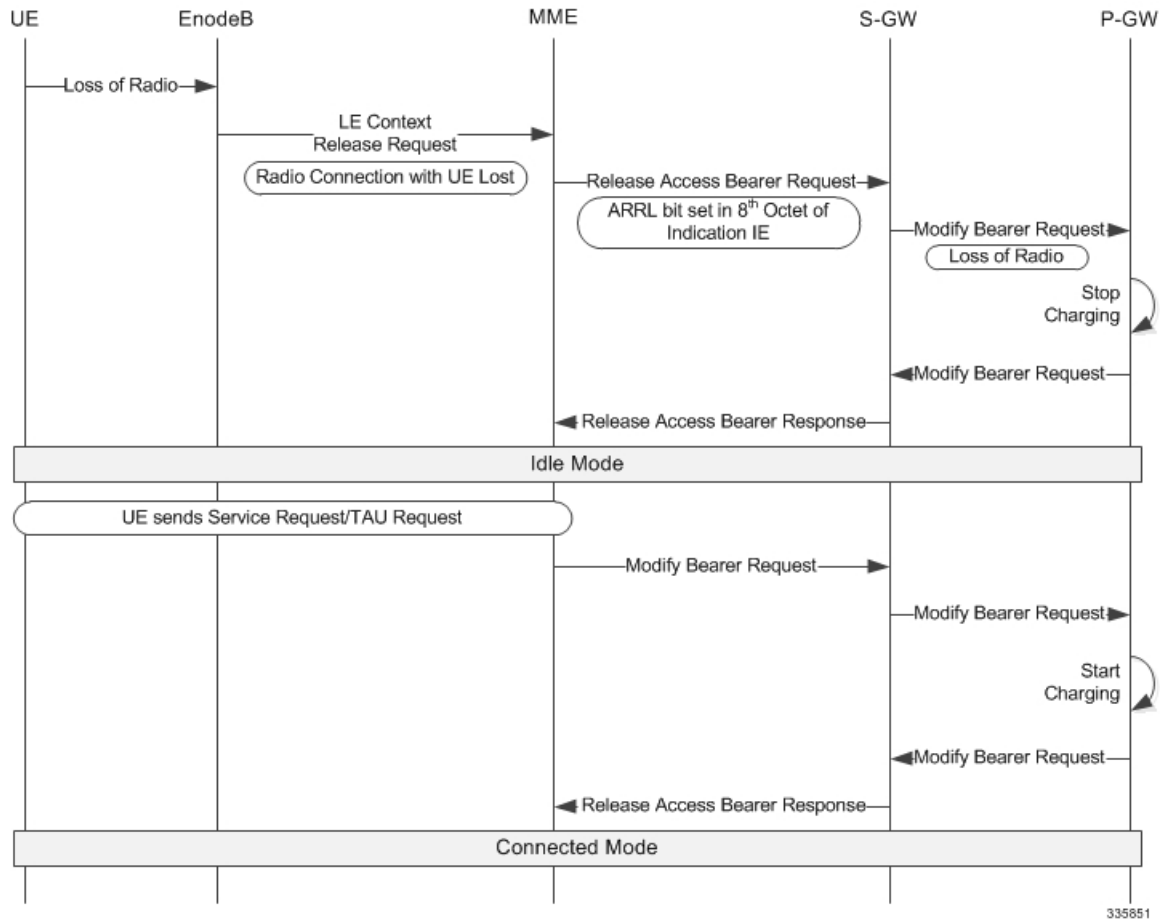 UE EnodeB MME S-GW P-GW
Loss of Radio
LE Context
Release Request
Radio Connection with UE Lost
Release Access Bearer Request
ARRL bit set in 8th Octet of
Indication IE
Modify Bearer Request
Loss of Radio
Stop
Charging
Modify Bearer Request
Release Access Bearer Response
Idle Mode
UE sends Service Request/TAU Request
Modify Bearer Request
Modify Bearer Request
Start
Charging
Modify Bearer Request
Release Access Bearer Response
Connected Mode
335851